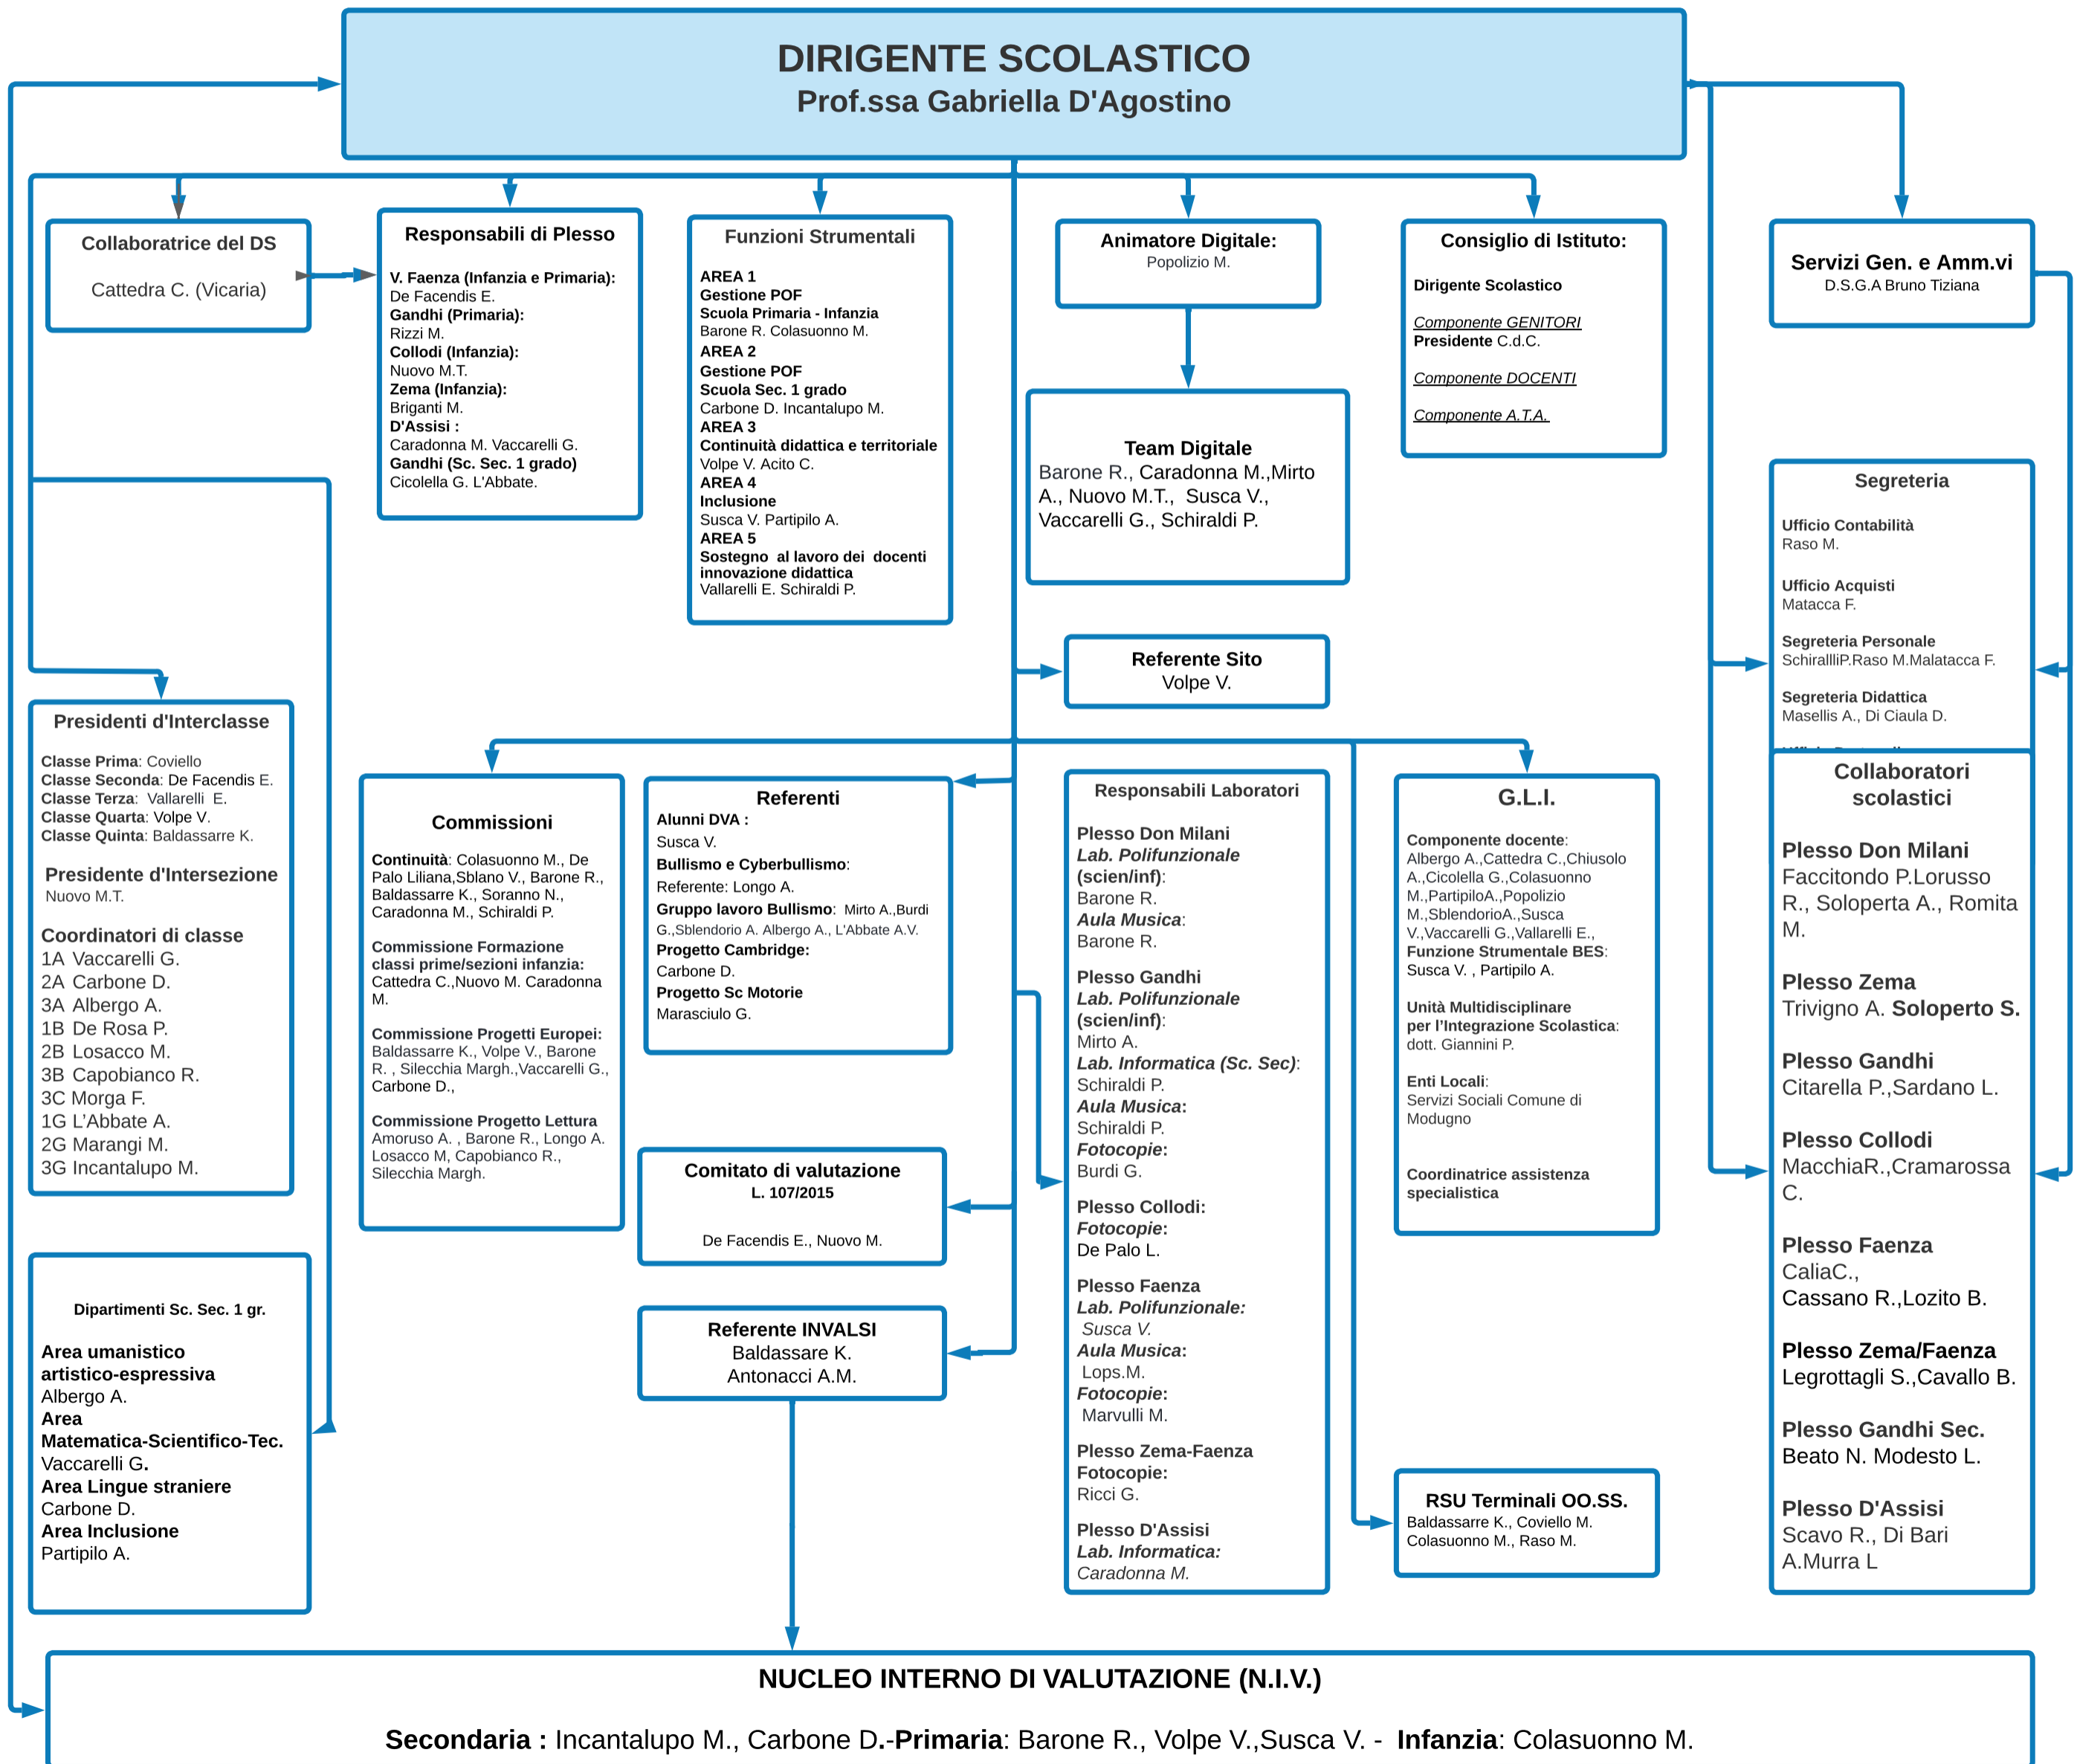 DIRIGENTE SCOLASTICO
Prof.ssa Gabriella D'Agostino
Collaboratrice del DS
Cattedra C. (Vicaria)
Responsabili di Plesso
V. Faenza (Infanzia e Primaria):
De Facendis E.
Gandhi (Primaria):
Rizzi M.
Collodi (Infanzia):
Nuovo M.T.
Zema (Infanzia):
Briganti M.
D'Assisi :
Caradonna M. Vaccarelli G.
Gandhi (Sc. Sec. 1 grado)
Cicolella G. L'Abbate.
Funzioni Strumentali
AREA 1
Gestione POF
Scuola Primaria - Infanzia
Barone R. Colasuonno M.
AREA 2
Gestione POF
Scuola Sec. 1 grado
Carbone D. Incantalupo M.
AREA 3
Continuità didattica e territoriale
Volpe V. Acito C.
AREA 4
Inclusione
Susca V. Partipilo A.
AREA 5
Sostegno al lavoro dei docenti
innovazione didattica
Vallarelli E. Schiraldi P.
Animatore Digitale:
Popolizio M.
Team Digitale
Barone R., Caradonna M.,Mirto
A., Nuovo M.T., Susca V.,
Vaccarelli G., Schiraldi P.
Consiglio di Istituto:
Dirigente Scolastico
Componente GENITORI
Presidente C.d.C.
Componente DOCENTI
Componente A.T.A.
Servizi Gen. e Amm.vi
D.S.G.A Bruno Tiziana
Segreteria
Ufficio Contabilità
Raso M.
Ufficio Acquisti
Matacca F.
Segreteria Personale
SchirallliP.Raso M.Malatacca F.
Segreteria Didattica
Masellis A., Di Ciaula D.
Referente Sito
Volpe V.
Presidenti d'Interclasse
Classe Prima: Coviello
Classe Seconda: De Facendis E.
Classe Terza: Vallarelli E.
Classe Quarta: Volpe V.
Classe Quinta: Baldassarre K.
Presidente d'Intersezione
Nuovo M.T.
Coordinatori di classe
1A Vaccarelli G.
2A Carbone D.
3A Albergo A.
1B De Rosa P.
2B Losacco M.
3B Capobianco R.
3C Morga F.
1G L’Abbate A.
2G Marangi M.
3G Incantalupo M.
Commissioni
Continuità: Colasuonno M., De
Palo Liliana,Sblano V., Barone R.,
Baldassarre K., Soranno N.,
Caradonna M., Schiraldi P.
Commissione Formazione
classi prime/sezioni infanzia:
Cattedra C.,Nuovo M. Caradonna
M.
Commissione Progetti Europei:
Baldassarre K., Volpe V., Barone
R. , Silecchia Margh.,Vaccarelli G.,
Carbone D.,
Commissione Progetto Lettura
Amoruso A. , Barone R., Longo A.
Losacco M, Capobianco R.,
Silecchia Margh.
Referenti
Alunni DVA :
Susca V.
Bullismo e Cyberbullismo:
Referente: Longo A.
Gruppo lavoro Bullismo: Mirto A.,Burdi
G.,Sblendorio A. Albergo A., L'Abbate A.V.
Progetto Cambridge:
Carbone D.
Progetto Sc Motorie
Marasciulo G.
Comitato di valutazione
L. 107/2015
De Facendis E., Nuovo M.
Referente INVALSI
Baldassare K.
Antonacci A.M.
Responsabili Laboratori
Plesso Don Milani
Lab. Polifunzionale
(scien/inf):
Barone R.
Aula Musica:
Barone R.
Plesso Gandhi
Lab. Polifunzionale
(scien/inf):
Mirto A.
Lab. Informatica (Sc. Sec):
Schiraldi P.
Aula Musica:
Schiraldi P.
Fotocopie:
Burdi G.
Plesso Collodi:
Fotocopie:
De Palo L.
Plesso Faenza
Lab. Polifunzionale:
Susca V.
Aula Musica:
Lops.M.
Fotocopie:
Marvulli M.
Plesso Zema-Faenza
Fotocopie:
Ricci G.
Plesso D'Assisi
Lab. Informatica:
Caradonna M.
G.L.I.
Componente docente:
Albergo A.,Cattedra C.,Chiusolo
A.,Cicolella G.,Colasuonno
M.,PartipiloA.,Popolizio
M.,SblendorioA.,Susca
V.,Vaccarelli G.,Vallarelli E.,
Funzione Strumentale BES:
Susca V. , Partipilo A.
Unità Multidisciplinare
per l’Integrazione Scolastica:
dott. Giannini P.
Enti Locali:
Servizi Sociali Comune di
Modugno
Coordinatrice assistenza
specialistica
RSU Terminali OO.SS.
Baldassarre K., Coviello M.
Colasuonno M., Raso M.
Collaboratori
scolastici
Plesso Don Milani
Faccitondo P.Lorusso
R., Soloperta A., Romita
M.
Plesso Zema
Trivigno A. Soloperto S.
Plesso Gandhi
Citarella P.,Sardano L.
Plesso Collodi
MacchiaR.,Cramarossa
C.
Plesso Faenza
CaliaC.,
Cassano R.,Lozito B.
Plesso Zema/Faenza
Legrottagli S.,Cavallo B.
Plesso Gandhi Sec.
Beato N. Modesto L.
Plesso D'Assisi
Scavo R., Di Bari
A.Murra L
Dipartimenti Sc. Sec. 1 gr.
Area umanistico
artistico-espressiva
Albergo A.
Area
Matematica-Scientifico-Tec.
Vaccarelli G.
Area Lingue straniere
Carbone D.
Area Inclusione
Partipilo A.
NUCLEO INTERNO DI VALUTAZIONE (N.I.V.)
Secondaria : Incantalupo M., Carbone D.-Primaria: Barone R., Volpe V.,Susca V. - Infanzia: Colasuonno M.